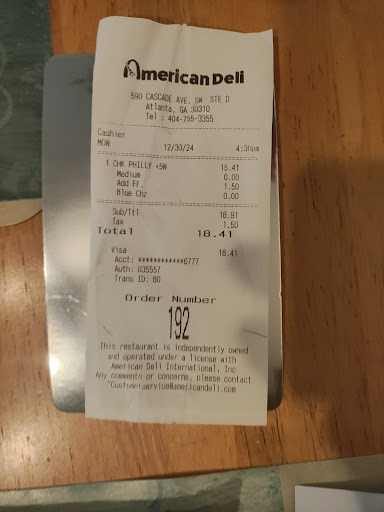 American Deli
590 CASCADE AVE. SW STE D
Atlanta, GA 30310
Tel : 404-755-3355
Cashier
MON 12/30/24 4:30pm
1 CHK PHILLY +5W 15.41
Medium 0.00
Add FF. 1.50
Blue Chz 0.00
Sub/Ttl 16.91
Tax 1.50
Total 18.41
Visa 18.41
Acct: ************6777
Auth: 035557
Trans ID: 60
Order Number
192
This restaurant is independently owned
and operated under a license with
American Deli International, Inc
Any comments or concerns, please contact
"Customerservice@americandeli.com